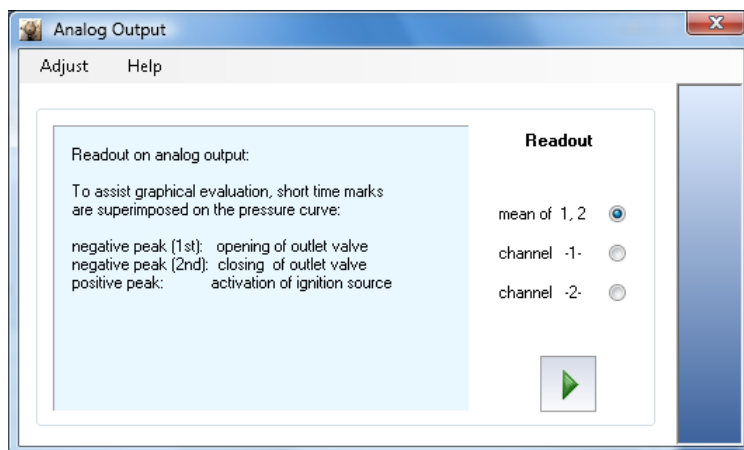 Analog Output
Adjust Help
Readout on analog output:
To assist graphical evaluation, short time marks
are superimposed on the pressure curve:
negative peak (1st): opening of outlet valve
negative peak (2nd): closing of outlet valve
positive peak: activation of ignition source
Readout
mean of 1, 2
channel -1-
channel -2-